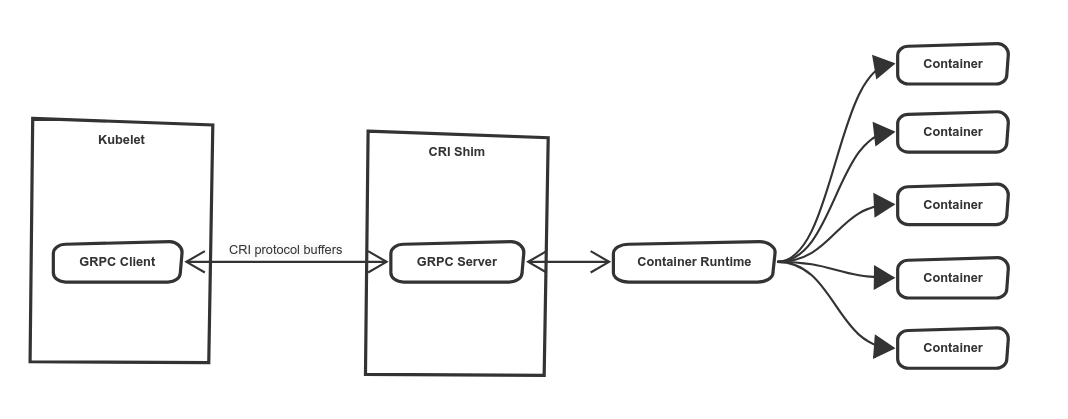 Kubelet
GRPC Client
CRI protocol buffers
CRI Shim
GRPC Server
Container Runtime
Container
Container
Container
Container
Container